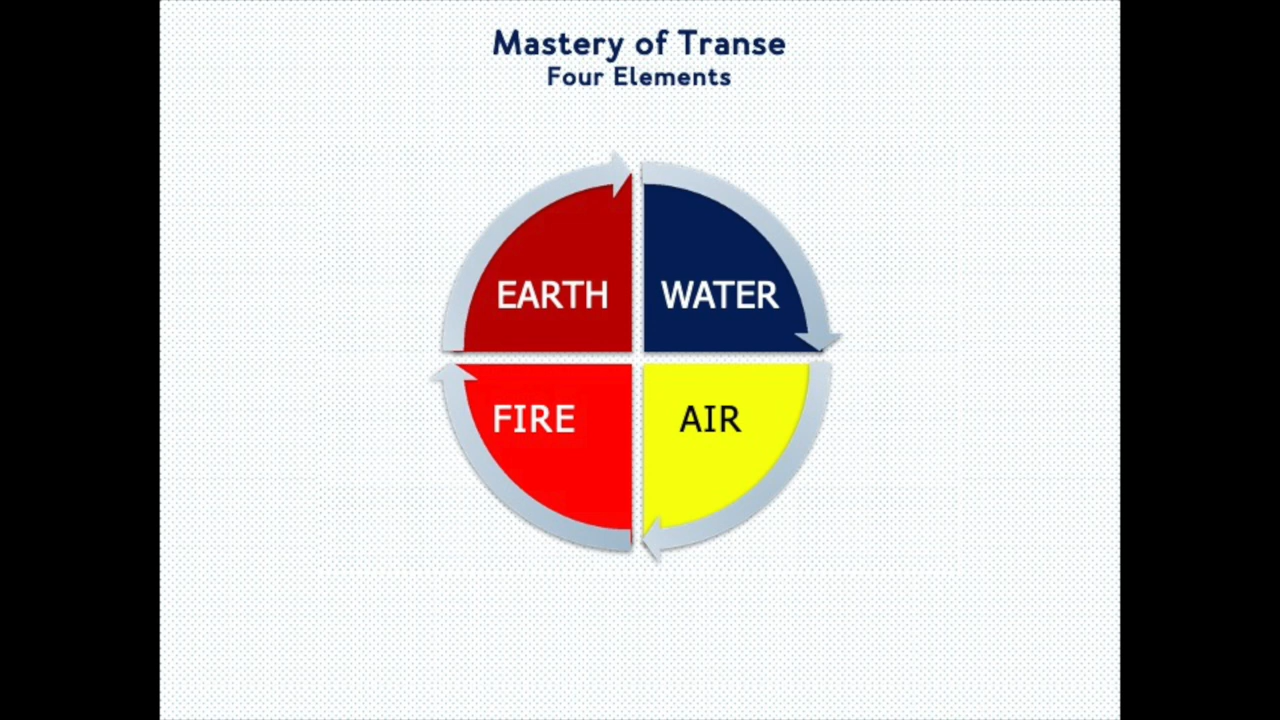 Mastery of Transe
Four Elements
EARTH
WATER
FIRE
AIR